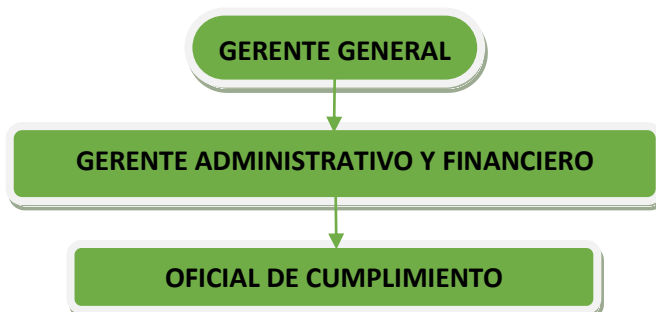 GERENTE GENERAL
GERENTE ADMINISTRATIVO Y FINANCIERO
OFICIAL DE CUMPLIMIENTO